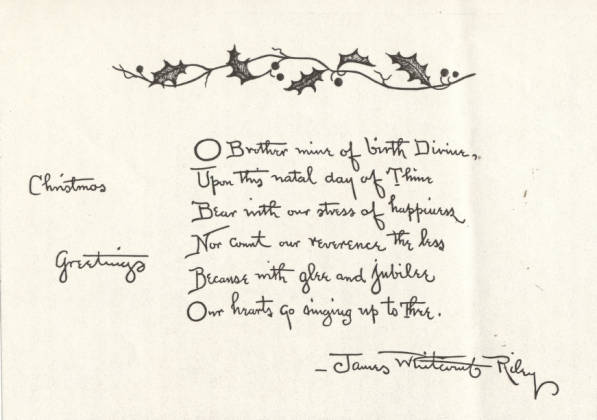 Christmas
Greetings
O Brother mine of birth Divine,
Upon this natal day of Thine
Bear with our stress of happiness
Nor count our reverence the less
Because with glee and jubilee
Our hearts go singing up to Thee.
- James Whitcomb Riley